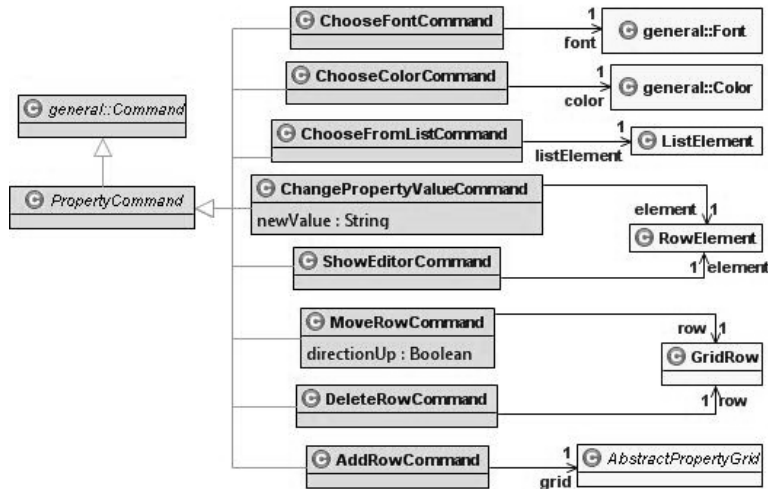 ChooseFontCommand
1
font
general::Font
ChooseColorCommand
1
color
general::Color
general::Command
ChooseFromListCommand
1
listElement
ListElement
PropertyCommand
ChangePropertyValueCommand
newValue : String
element
1
RowElement
ShowEditorCommand
1
element
MoveRowCommand
directionUp : Boolean
row
1
GridRow
DeleteRowCommand
1
row
AddRowCommand
1
grid
AbstractPropertyGrid